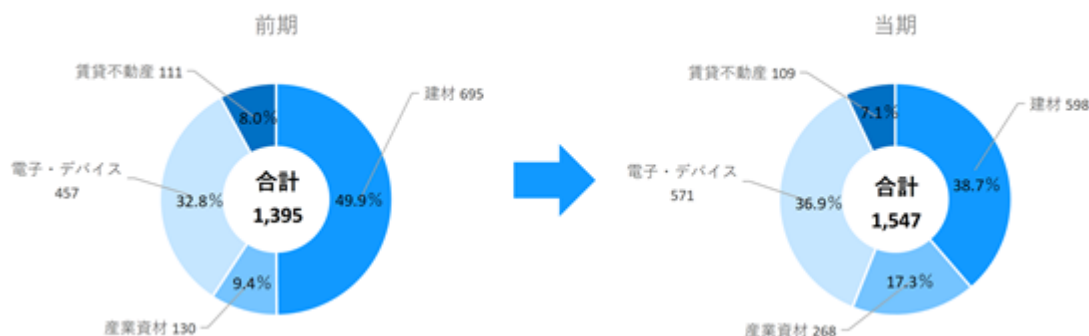 前期
賃貸不動産 111
建材 695
8.0%
電子・デバイス
457
32.8%
合計
1,395
49.9%
9.4%
産業資材 130
当期
賃貸不動産 109
建材 598
7.1%
電子・デバイス
571
36.9%
合計
1,547
38.7%
17.3%
産業資材 268